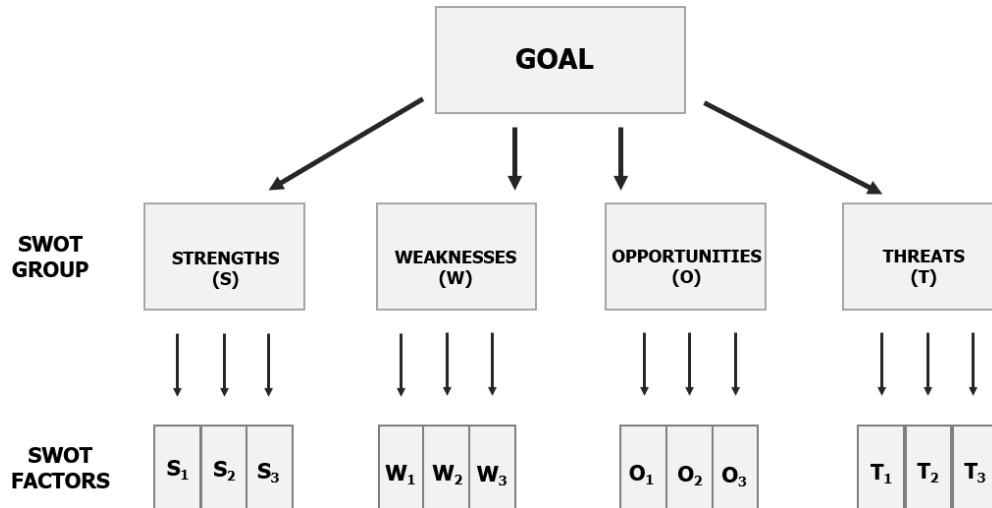 GOAL
SWOT
GROUP
STRENGTHS
(S)
WEAKNESSES
(W)
OPPORTUNITIES
(O)
THREATS
(T)
SWOT
FACTORS
S₁ S₂ S₃
W₁ W₂ W₃
O₁ O₂ O₃
T₁ T₂ T₃